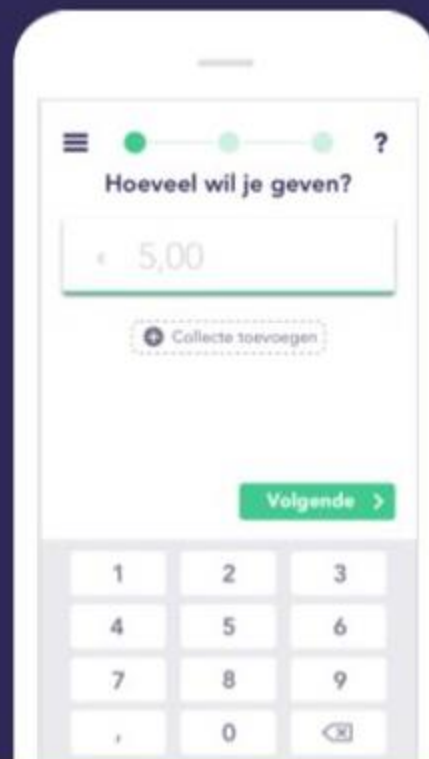 ?
Hoeveel wil je geven?
€ 5,00
Collecte toevoegen
Volgende
1 2 3
4 5 6
7 8 9
, 0